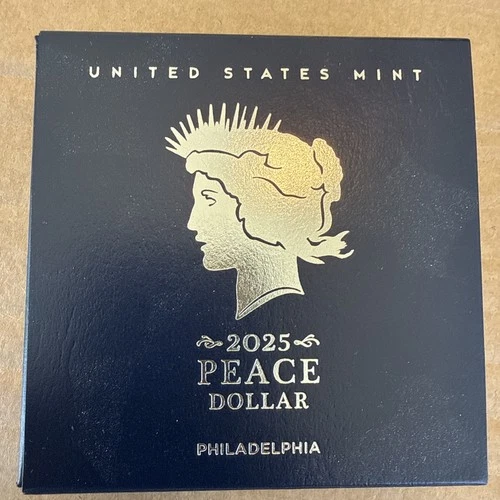 UNITED STATES MINT
2025
PEACE
DOLLAR
PHILADELPHIA